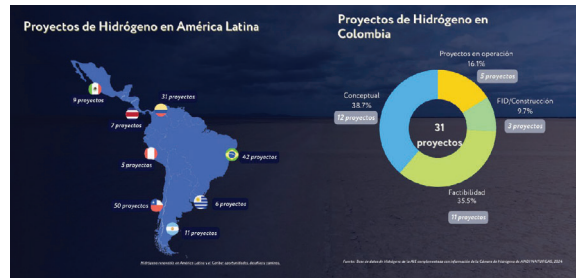 Proyectos de Hidrógeno en América Latina
9 proyectos
31 proyectos
7 proyectos
5 proyectos
42 proyectos
50 proyectos
6 proyectos
11 proyectos
Proyectos de Hidrógeno en
Colombia
Proyectos en operación
16.1%
5 proyectos
Conceptual
38.7%
12 proyectos
FID/Construcción
9.7%
3 proyectos
31
proyectos
Factibilidad
35.5%
11 proyectos